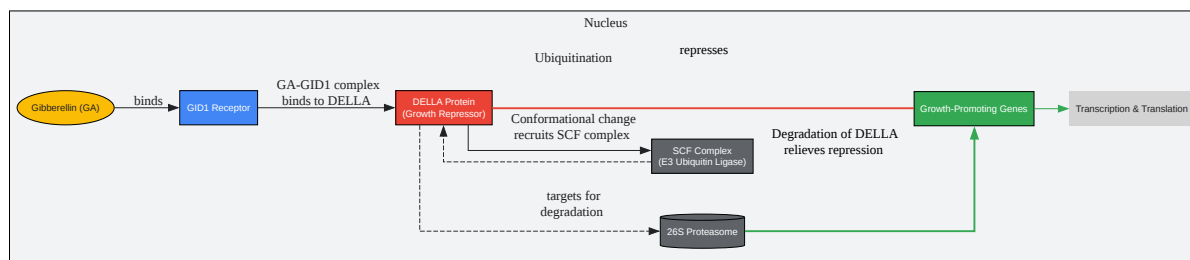 Nucleus
Ubiquitination
represses
GA-GID1 complex
binds to DELLA
binds
Gibberellin (GA)
GID1 Receptor
DELLA Protein
(Growth Repressor)
Growth-Promoting Genes
Transcription & Translation
Conformational change
recruits SCF complex
Degradation of DELLA
relieves repression
SCF Complex
(E3 Ubiquitin Ligase)
targets for
degradation
26S Proteasome